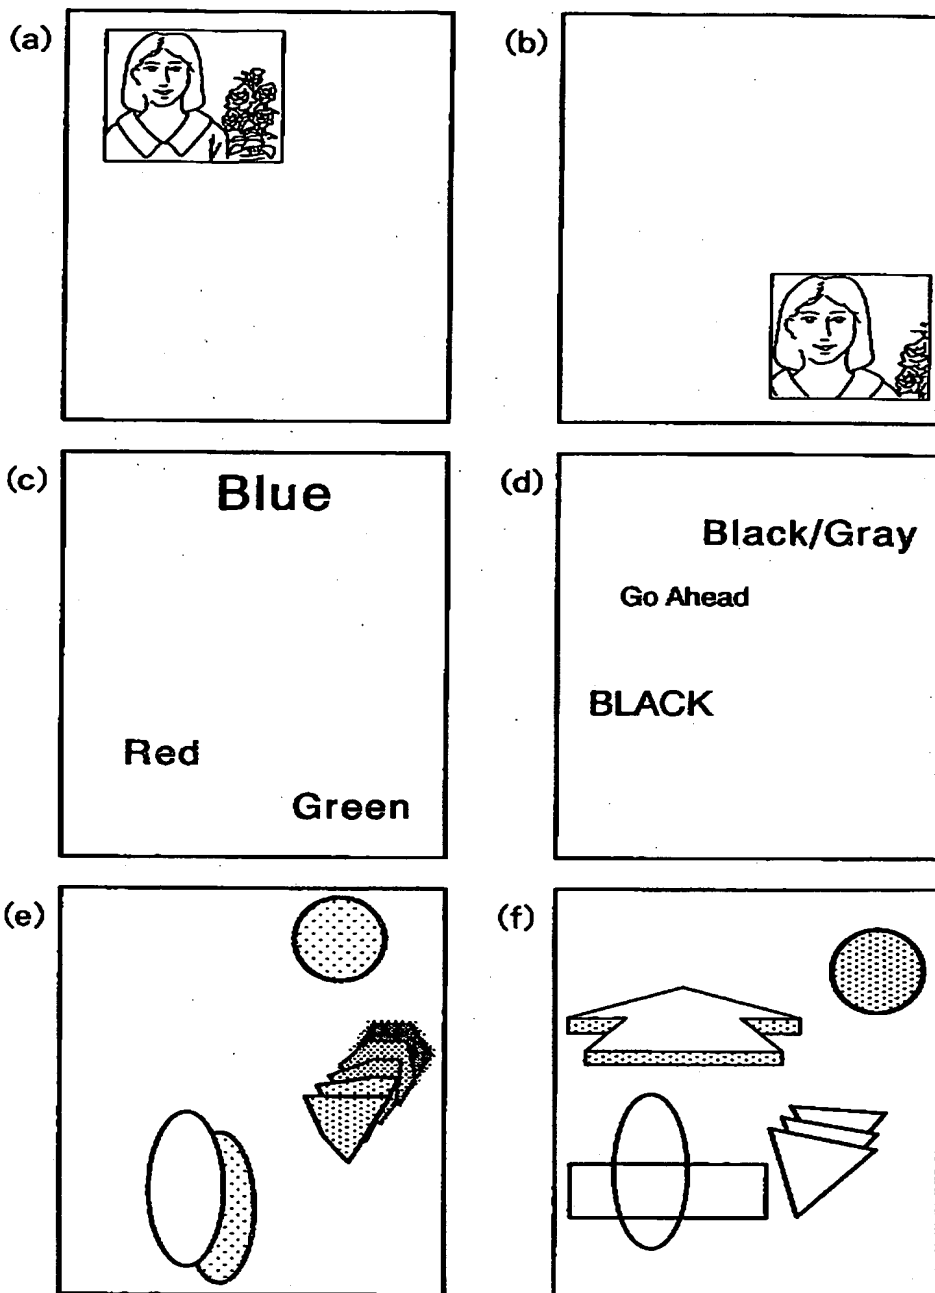 (a)
(b)
(c)
Blue
Red
Green
(d)
Black/Gray
Go Ahead
BLACK
(e)
(f)